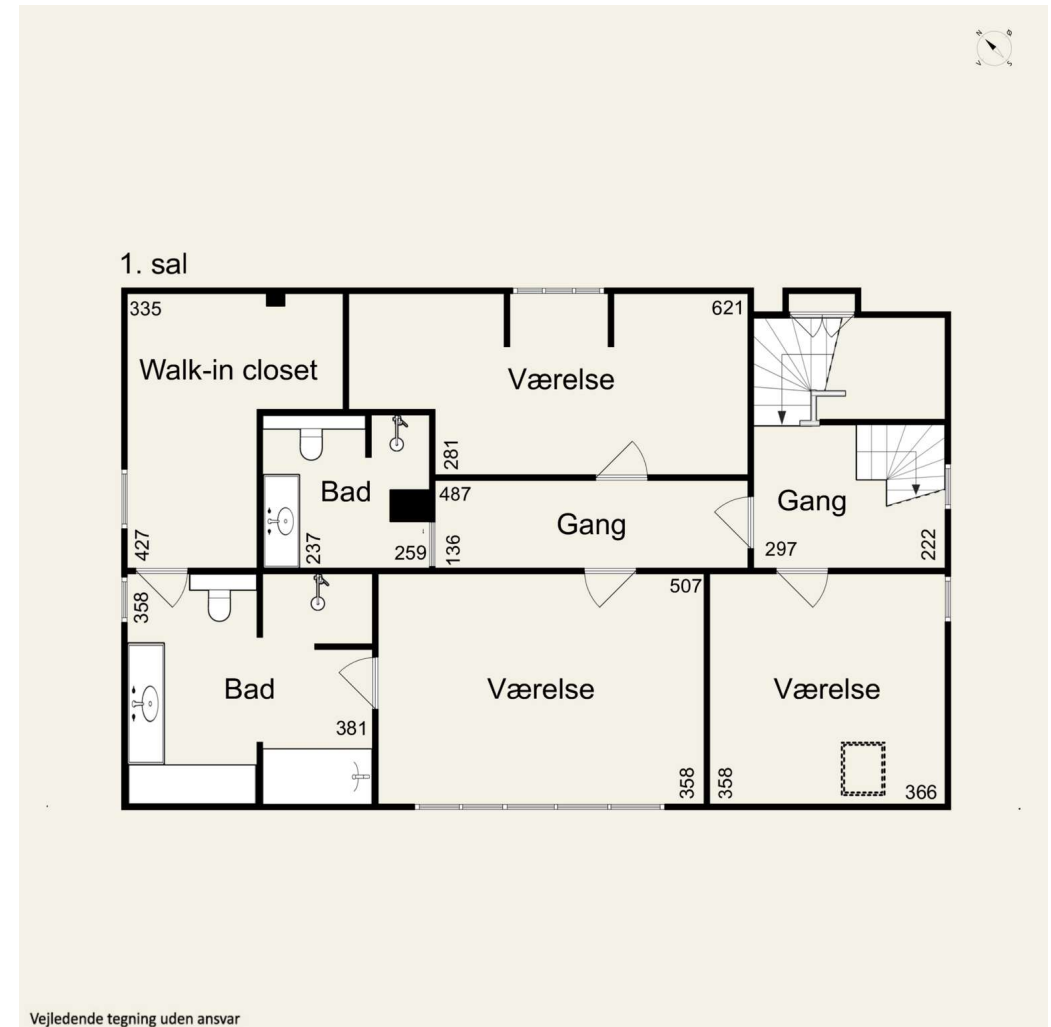 N
Ø
V
S
1. sal
335
621
Walk-in closet
Værelse
281
487
Bad
Gang
Gang
427
237
259
136
297
222
358
507
Bad
Værelse
Værelse
381
358
358
366
Vejledende tegning uden ansvar